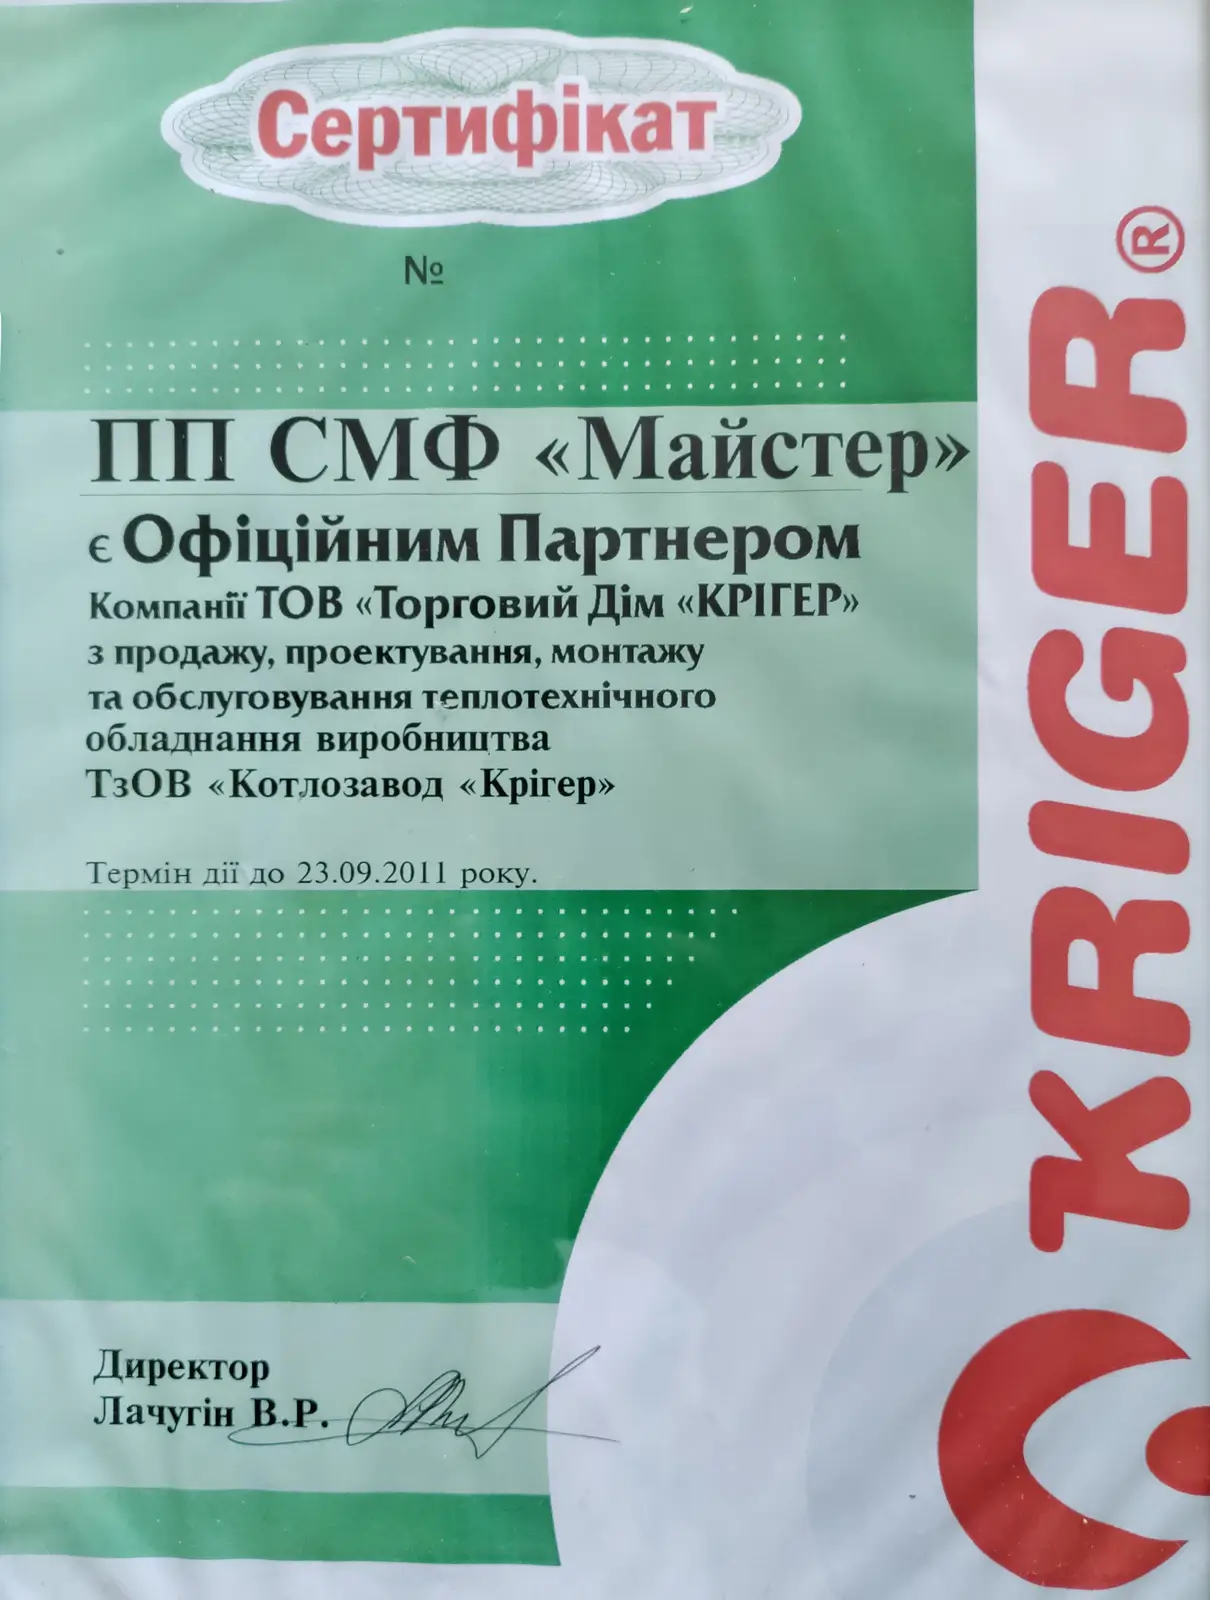 Сертифікат
№
ПП СМФ «Майстер»
є Офіційним Партнером
Компанії ТОВ «Торговий Дім «КРІГЕР»
з продажу, проектування, монтажу
та обслуговування теплотехнічного
обладнання виробництва
ТзОВ «Котлозавод «Крігер»
Термін дії до 23.09.2011 року.
Директор
Лачугін В.Р.
KRIGER®